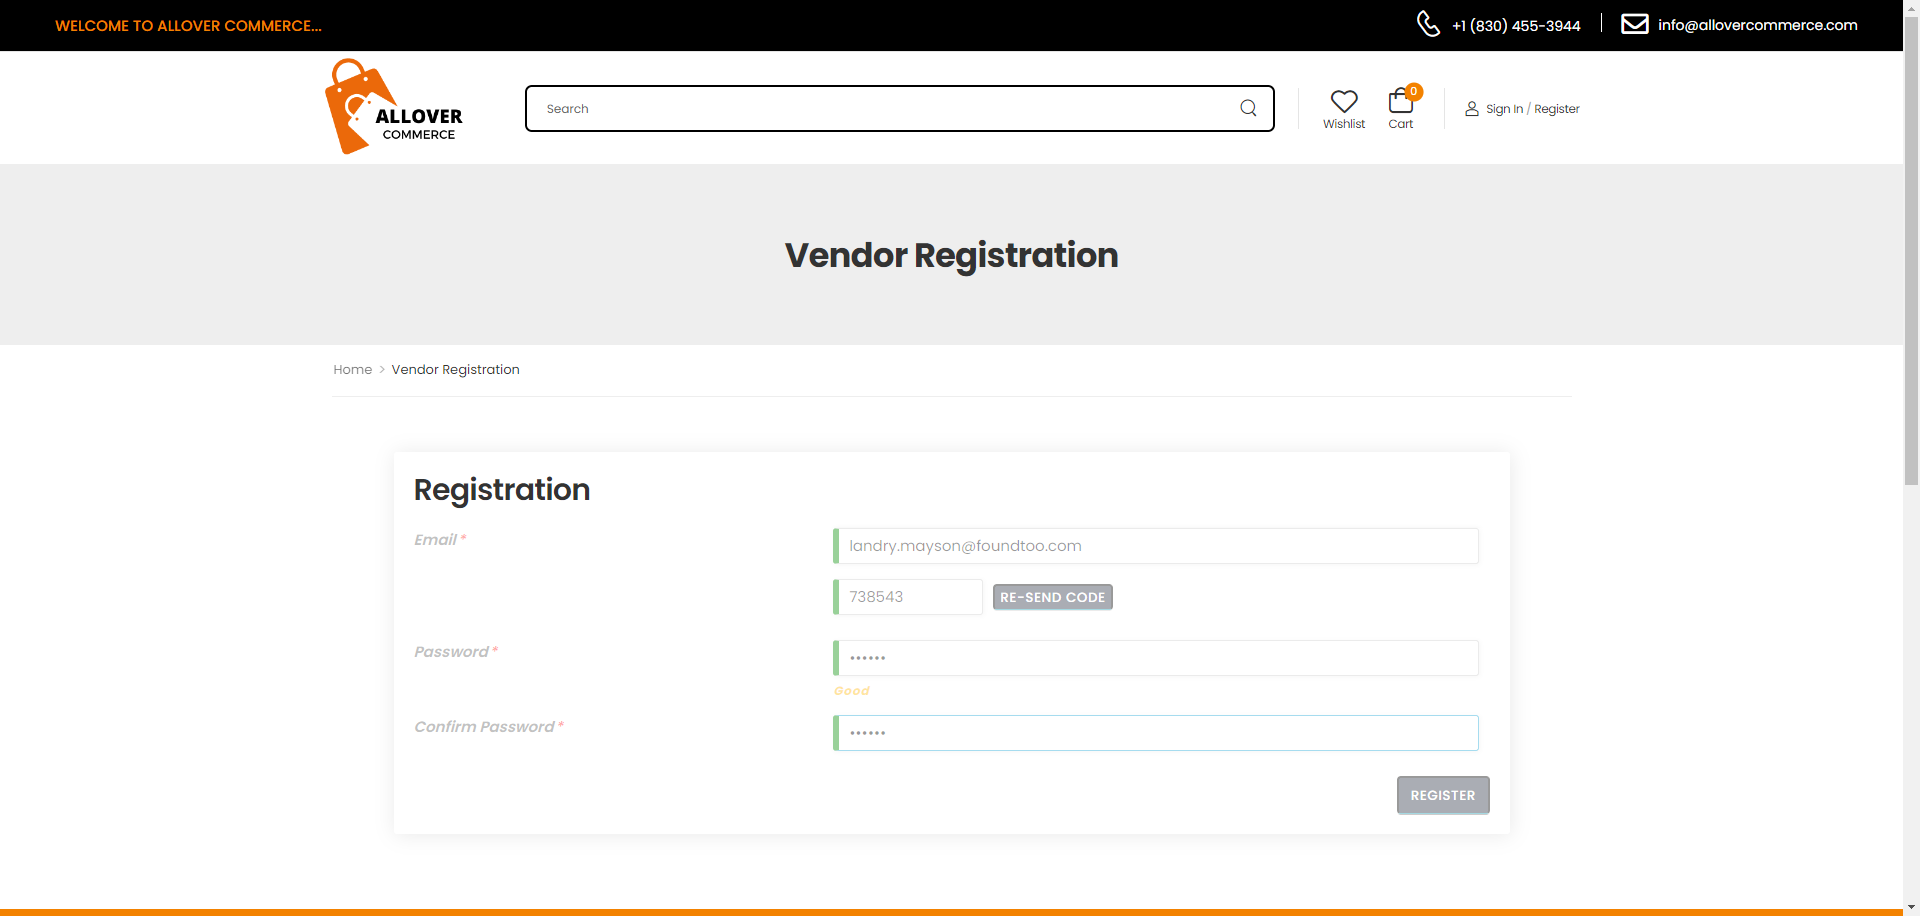 WELCOME TO ALLOVER COMMERCE...
+1 (830) 455-3944
info@allovercommerce.com
ALLOVER
COMMERCE
Search
Wishlist
0
Cart
Sign In / Register
Vendor Registration
Home > Vendor Registration
Registration
Email *
landry.mayson@foundtoo.com
738543
RE-SEND CODE
Password *
••••••
Good
Confirm Password *
••••••
REGISTER